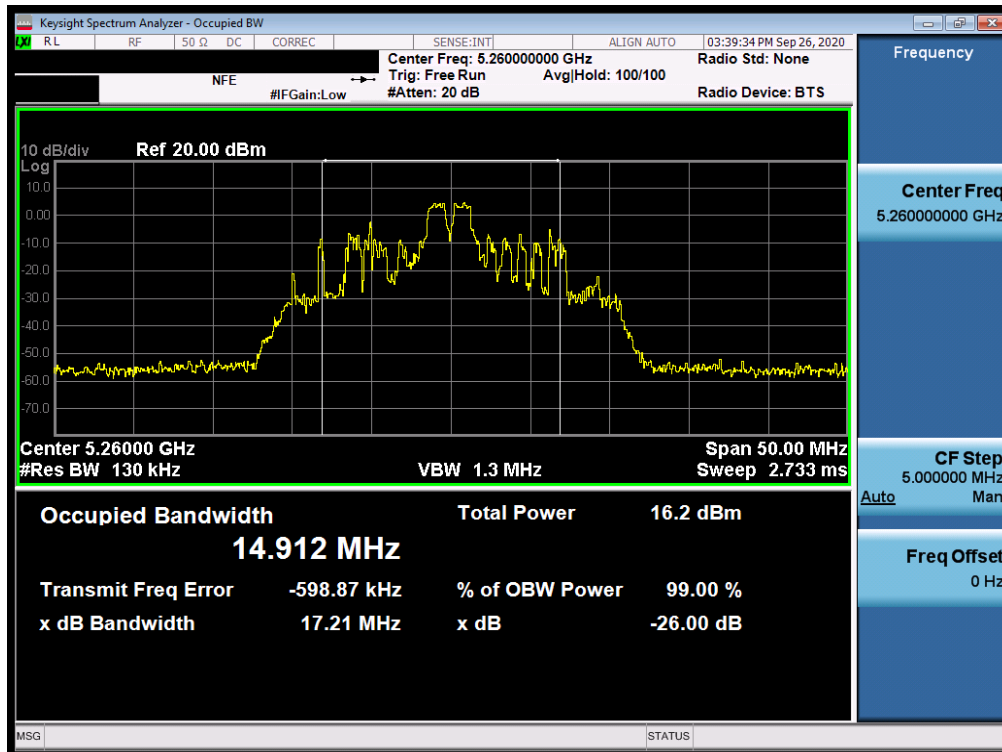 Keysight Spectrum Analyzer - Occupied BW
LXI RL RF 50 Ω DC CORREC SENSE:INT ALIGN AUTO 03:39:34 PM Sep 26, 2020
Center Freq: 5.260000000 GHz Radio Std: None
NFE Trig: Free Run Avg|Hold: 100/100
#IFGain:Low #Atten: 20 dB Radio Device: BTS
10 dB/div Ref 20.00 dBm
Log
10.0
0.00
-10.0
-20.0
-30.0
-40.0
-50.0
-60.0
-70.0
Center 5.26000 GHz Span 50.00 MHz
#Res BW 130 kHz VBW 1.3 MHz Sweep 2.733 ms
Occupied Bandwidth Total Power 16.2 dBm
14.912 MHz
Transmit Freq Error -598.87 kHz % of OBW Power 99.00 %
x dB Bandwidth 17.21 MHz x dB -26.00 dB
MSG STATUS
Frequency
Center Freq
5.260000000 GHz
CF Step
5.000000 MHz
Auto Man
Freq Offset
0 Hz